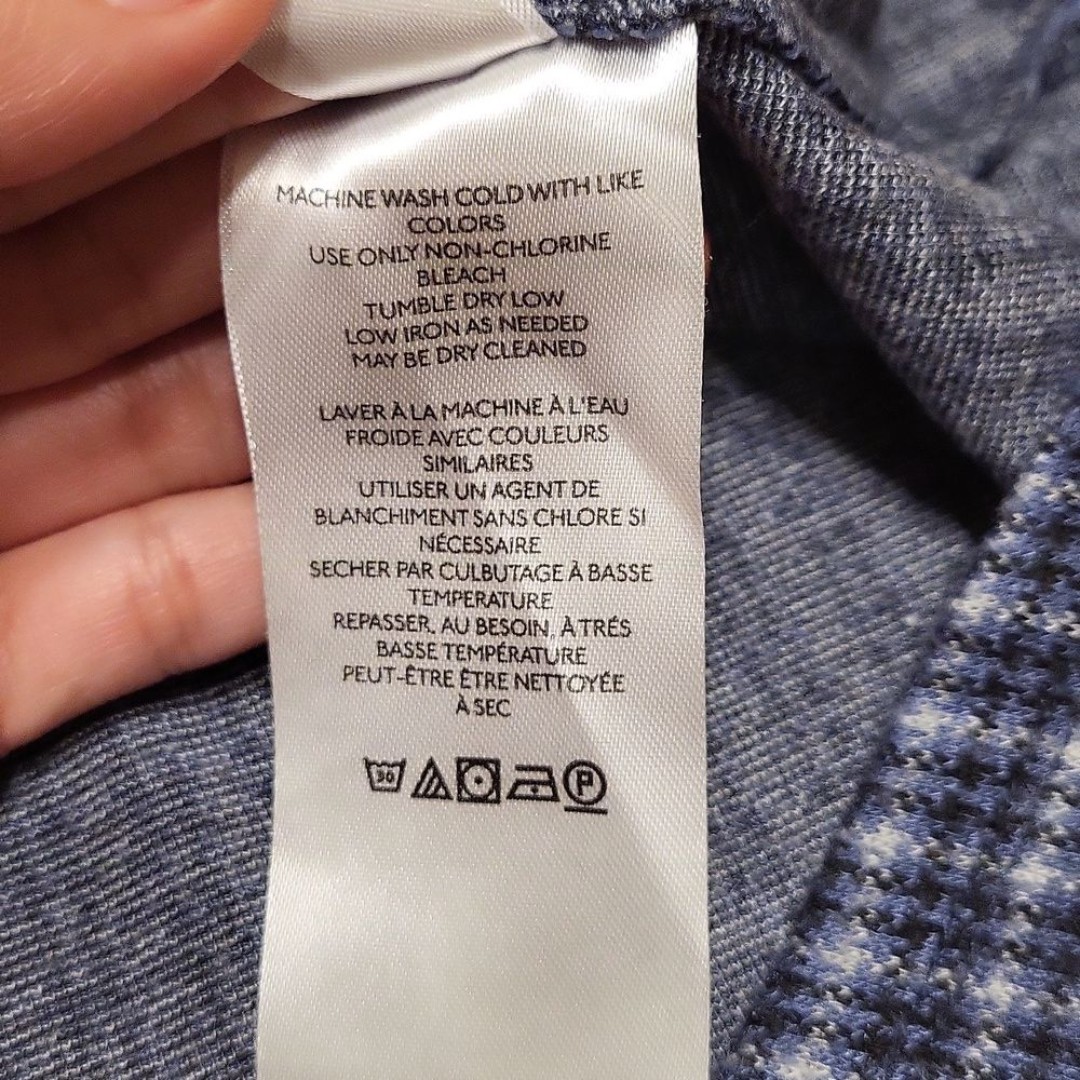 MACHINE WASH COLD WITH LIKE
COLORS
USE ONLY NON-CHLORINE
BLEACH
TUMBLE DRY LOW
LOW IRON AS NEEDED
MAY BE DRY CLEANED
LAVER À LA MACHINE À L'EAU
FROIDE AVEC COULEURS
SIMILAIRES
UTILISER UN AGENT DE
BLANCHIMENT SANS CHLORE SI
NÉCESSAIRE
SECHER PAR CULBUTAGE À BASSE
TEMPERATURE
REPASSER, AU BESOIN, À TRÉS
BASSE TEMPÉRATURE
PEUT-ÊTRE ÊTRE NETTOYÉE
À SEC
30 P